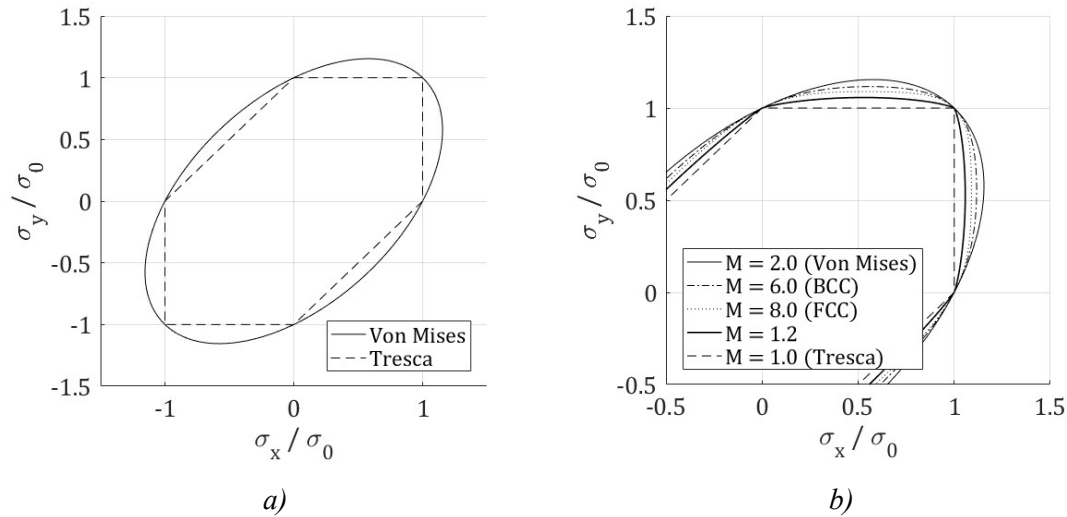 1.5
1
0.5
0
-0.5
-1
-1.5
σy / σ0
-1
0
1
σx / σ0
Von Mises
Tresca
a)
1.5
1
0.5
0
-0.5
σy / σ0
-0.5
0
0.5
1
1.5
σx / σ0
M = 2.0 (Von Mises)
M = 6.0 (BCC)
M = 8.0 (FCC)
M = 1.2
M = 1.0 (Tresca)
b)